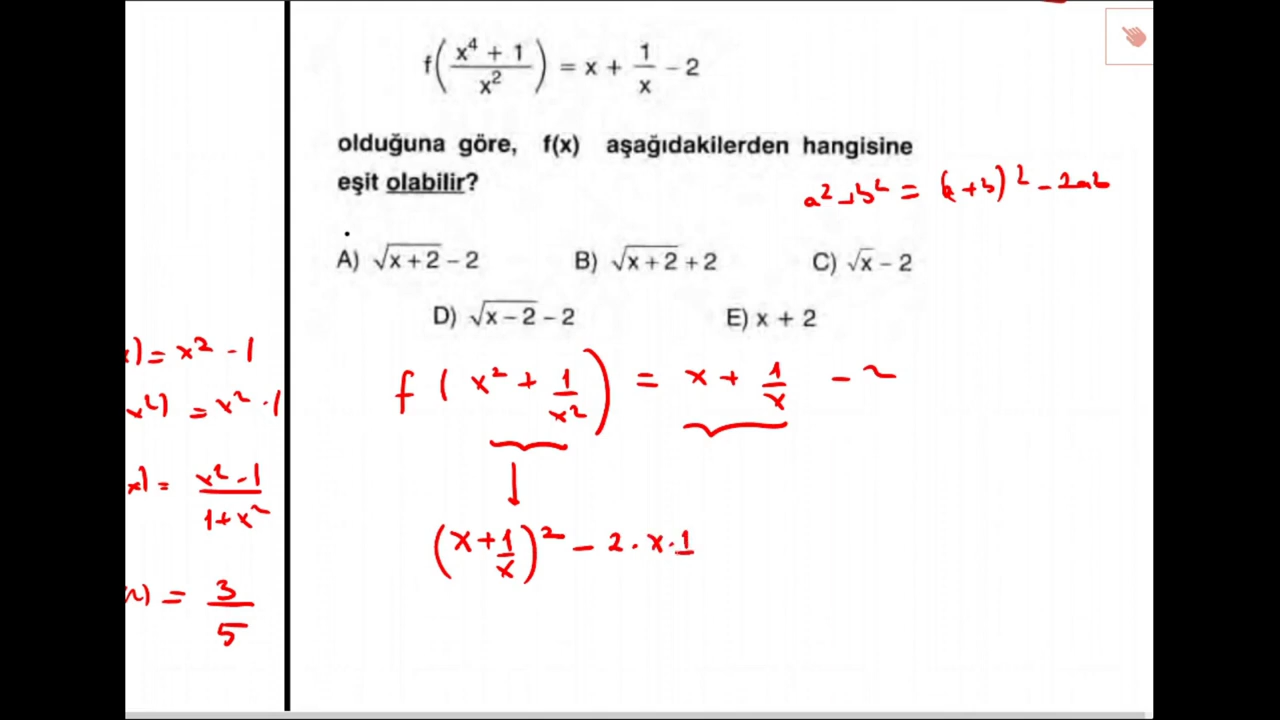 f((x⁴ + 1)/x²) = x + 1/x - 2
olduğuna göre, f(x) aşağıdakilerden hangisine
eşit olabilir?
a² + b² = (a + b)² - 2ab
A) √(x + 2) - 2 B) √(x + 2) + 2 C) √x - 2
D) √(x - 2) - 2 E) x + 2
x) = x² - 1
f(x² + 1/x²) = x + 1/x - 2
x²) = x² - 1
x) = (x² - 1)/(1 + x²)
(x + 1/x)² - 2 . x . 1
) = 3/5